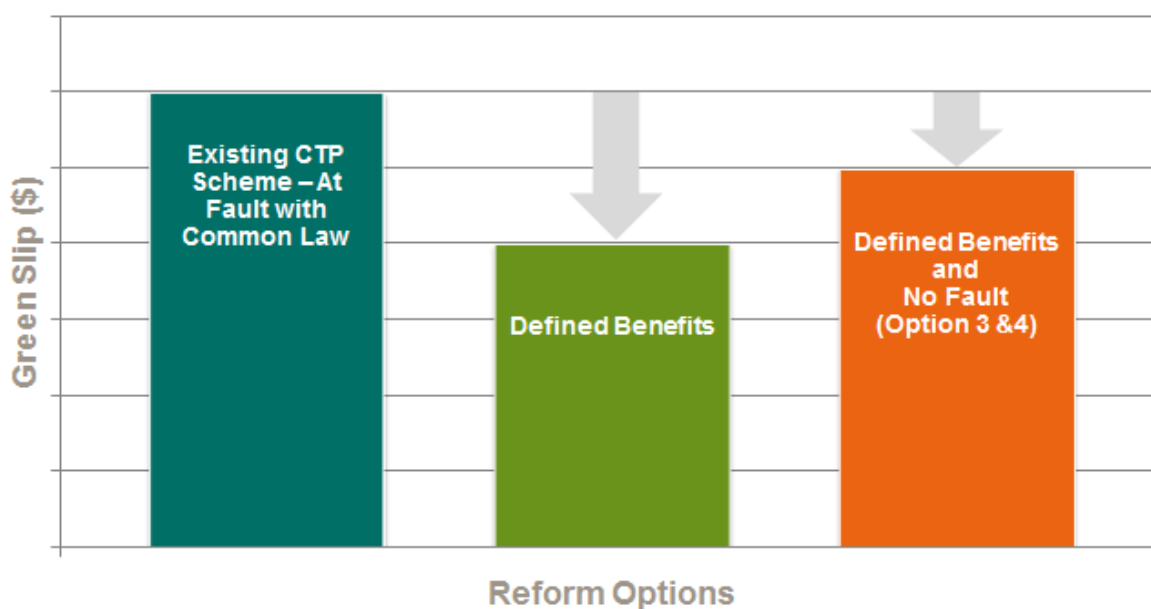 Green Slip ($)
Existing CTP
Scheme – At
Fault with
Common Law
Defined Benefits
Defined Benefits
and
No Fault
(Option 3 &4)
Reform Options